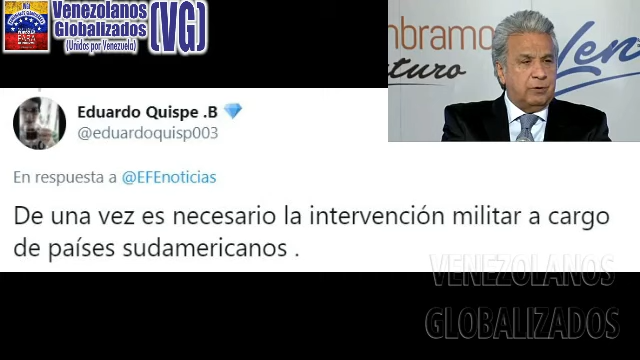 Venezolanos
Globalizados
(Unidos por Venezuela)
(VG)
mbramo
uturo
Len
Eduardo Quispe .B
@eduardoquisp003
En respuesta a @EFEnoticias
De una vez es necesario la intervención militar a cargo
de países sudamericanos .
VENEZOLANOS
GLOBALIZADOS